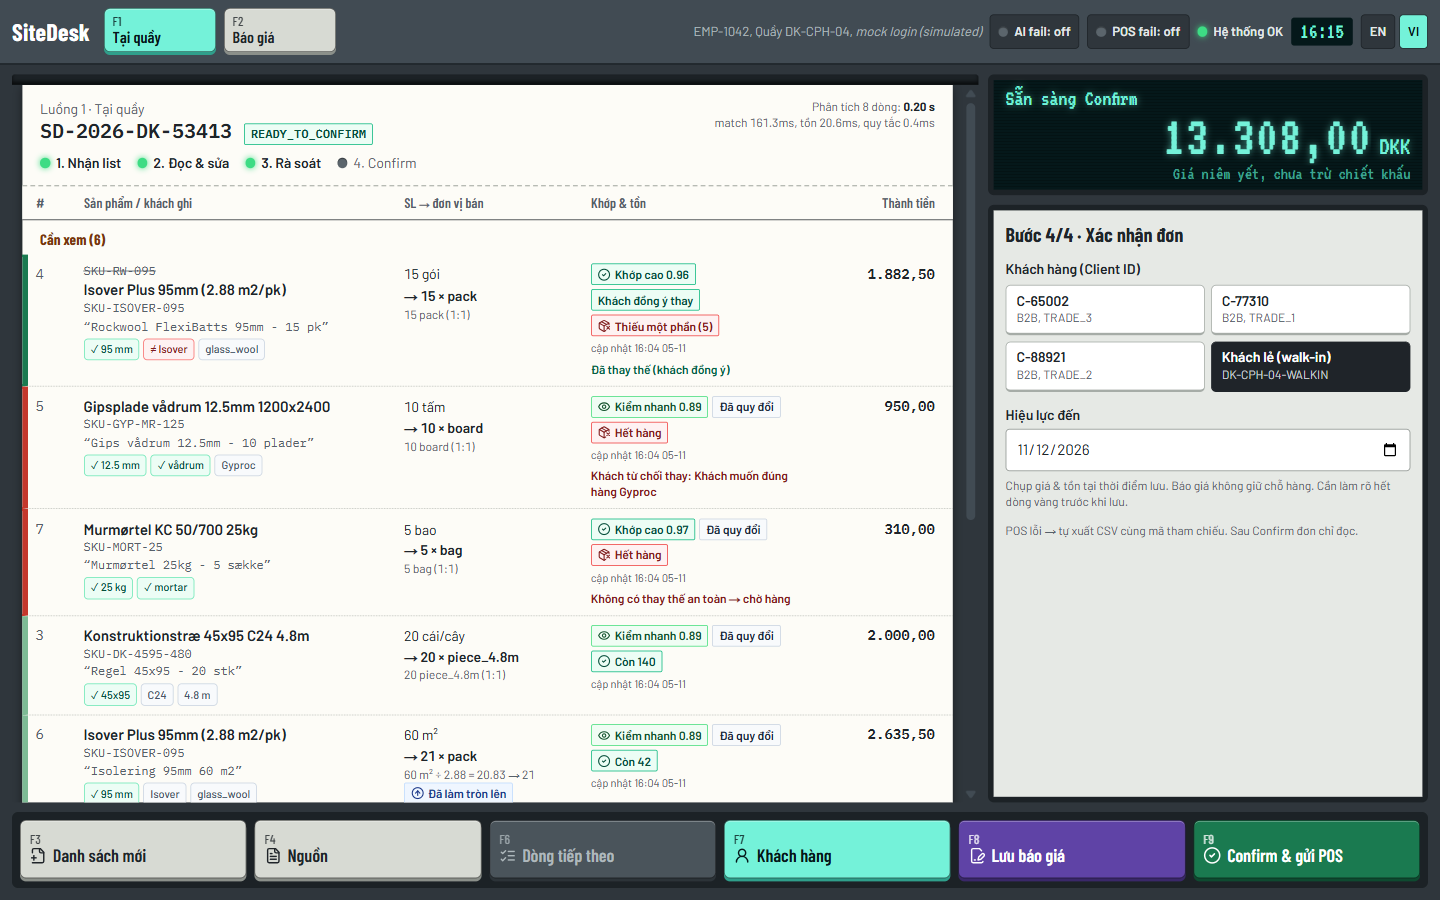 SiteDesk
F1
Tại quầy
F2
Báo giá
EMP-1042, Quầy DK-CPH-04, mock login (simulated)
AI fail: off
POS fail: off
Hệ thống OK
16:15
EN
VI
Luồng 1 · Tại quầy
SD-2026-DK-53413
READY_TO_CONFIRM
Phân tích 8 dòng: 0.20 s
match 161.3ms, tồn 20.6ms, quy tắc 0.4ms
1. Nhận list
2. Đọc & sửa
3. Rà soát
4. Confirm
# Sản phẩm / khách ghi SL → đơn vị bán Khớp & tồn Thành tiền
Cần xem (6)
4
SKU-RW-095
Isover Plus 95mm (2.88 m2/pk)
SKU-ISOVER-095
“Rockwool FlexiBatts 95mm - 15 pk”
✓ 95 mm
≠ Isover
glass_wool
15 gói
→ 15 × pack
15 pack (1:1)
Khớp cao 0.96
Khách đồng ý thay
Thiếu một phần (5)
cập nhật 16:04 05-11
Đã thay thế (khách đồng ý)
1.882,50
5
Gipsplade vådrum 12.5mm 1200x2400
SKU-GYP-MR-125
“Gips vådrum 12.5mm - 10 plader”
✓ 12.5 mm
✓ vådrum
Gyproc
10 tấm
→ 10 × board
10 board (1:1)
Kiểm nhanh 0.89
Đã quy đổi
Hết hàng
cập nhật 16:04 05-11
Khách từ chối thay: Khách muốn đúng
hàng Gyproc
950,00
7
Murmørtel KC 50/700 25kg
SKU-MORT-25
“Murmørtel 25kg - 5 sække”
✓ 25 kg
✓ mortar
5 bao
→ 5 × bag
5 bag (1:1)
Khớp cao 0.97
Đã quy đổi
Hết hàng
cập nhật 16:04 05-11
Không có thay thế an toàn → chờ hàng
310,00
3
Konstruktionstræ 45x95 C24 4.8m
SKU-DK-4595-480
“Regel 45x95 - 20 stk”
✓ 45x95
C24
4.8 m
20 cái/cây
→ 20 × piece_4.8m
20 piece_4.8m (1:1)
Kiểm nhanh 0.89
Đã quy đổi
Còn 140
cập nhật 16:04 05-11
2.000,00
6
Isover Plus 95mm (2.88 m2/pk)
SKU-ISOVER-095
“Isolering 95mm 60 m2”
✓ 95 mm
Isover
glass_wool
60 m²
→ 21 × pack
60 m² ÷ 2.88 = 20.83 → 21
Đã làm tròn lên
Kiểm nhanh 0.89
Đã quy đổi
Còn 42
cập nhật 16:04 05-11
2.635,50
Sẵn sàng Confirm
13.308,00 DKK
Giá niêm yết, chưa trừ chiết khấu
Bước 4/4 · Xác nhận đơn
Khách hàng (Client ID)
C-65002
B2B, TRADE_3
C-77310
B2B, TRADE_1
C-88921
B2B, TRADE_2
Khách lẻ (walk-in)
DK-CPH-04-WALKIN
Hiệu lực đến
11/12/2026
Chụp giá & tồn tại thời điểm lưu. Báo giá không giữ chỗ hàng. Cần làm rõ hết
dòng vàng trước khi lưu.
POS lỗi → tự xuất CSV cùng mã tham chiếu. Sau Confirm đơn chỉ đọc.
F3
Danh sách mới
F4
Nguồn
F6
Dòng tiếp theo
F7
Khách hàng
F8
Lưu báo giá
F9
Confirm & gửi POS